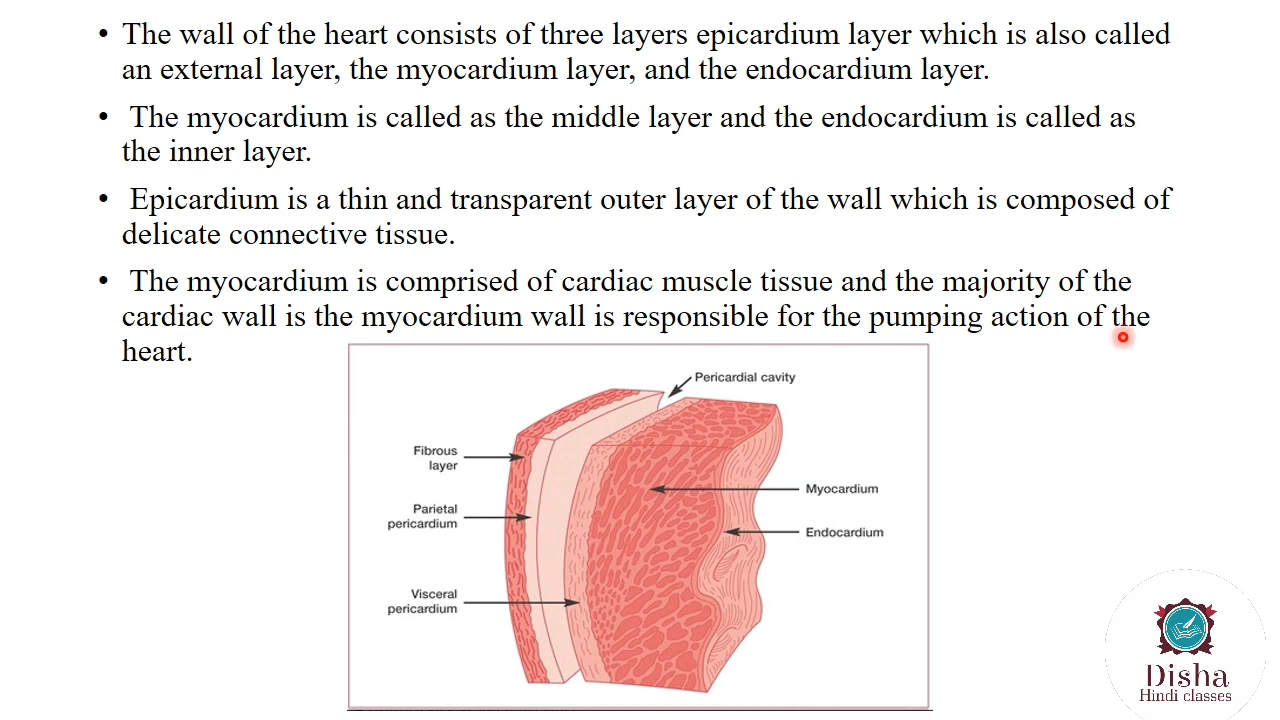 • The wall of the heart consists of three layers epicardium layer which is also called
an external layer, the myocardium layer, and the endocardium layer.
• The myocardium is called as the middle layer and the endocardium is called as
the inner layer.
• Epicardium is a thin and transparent outer layer of the wall which is composed of
delicate connective tissue.
• The myocardium is comprised of cardiac muscle tissue and the majority of the
cardiac wall is the myocardium wall is responsible for the pumping action of the
heart.
Pericardial cavity
Fibrous
layer
Myocardium
Parietal
pericardium
Endocardium
Visceral
pericardium
Disha
Hindi classes